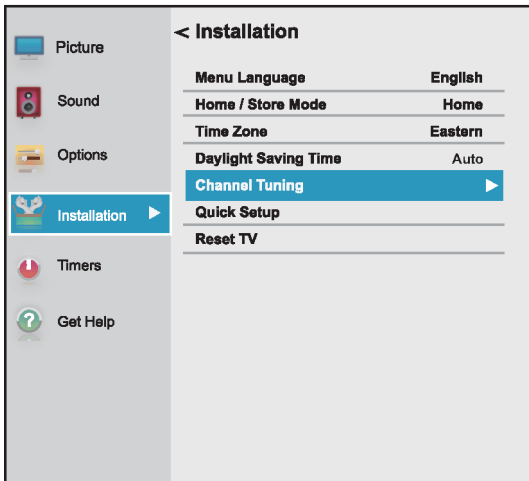 Picture
Sound
Options
Installation
Timers
Get Help
< Installation
Menu Language English
Home / Store Mode Home
Time Zone Eastern
Daylight Saving Time Auto
Channel Tuning
Quick Setup
Reset TV